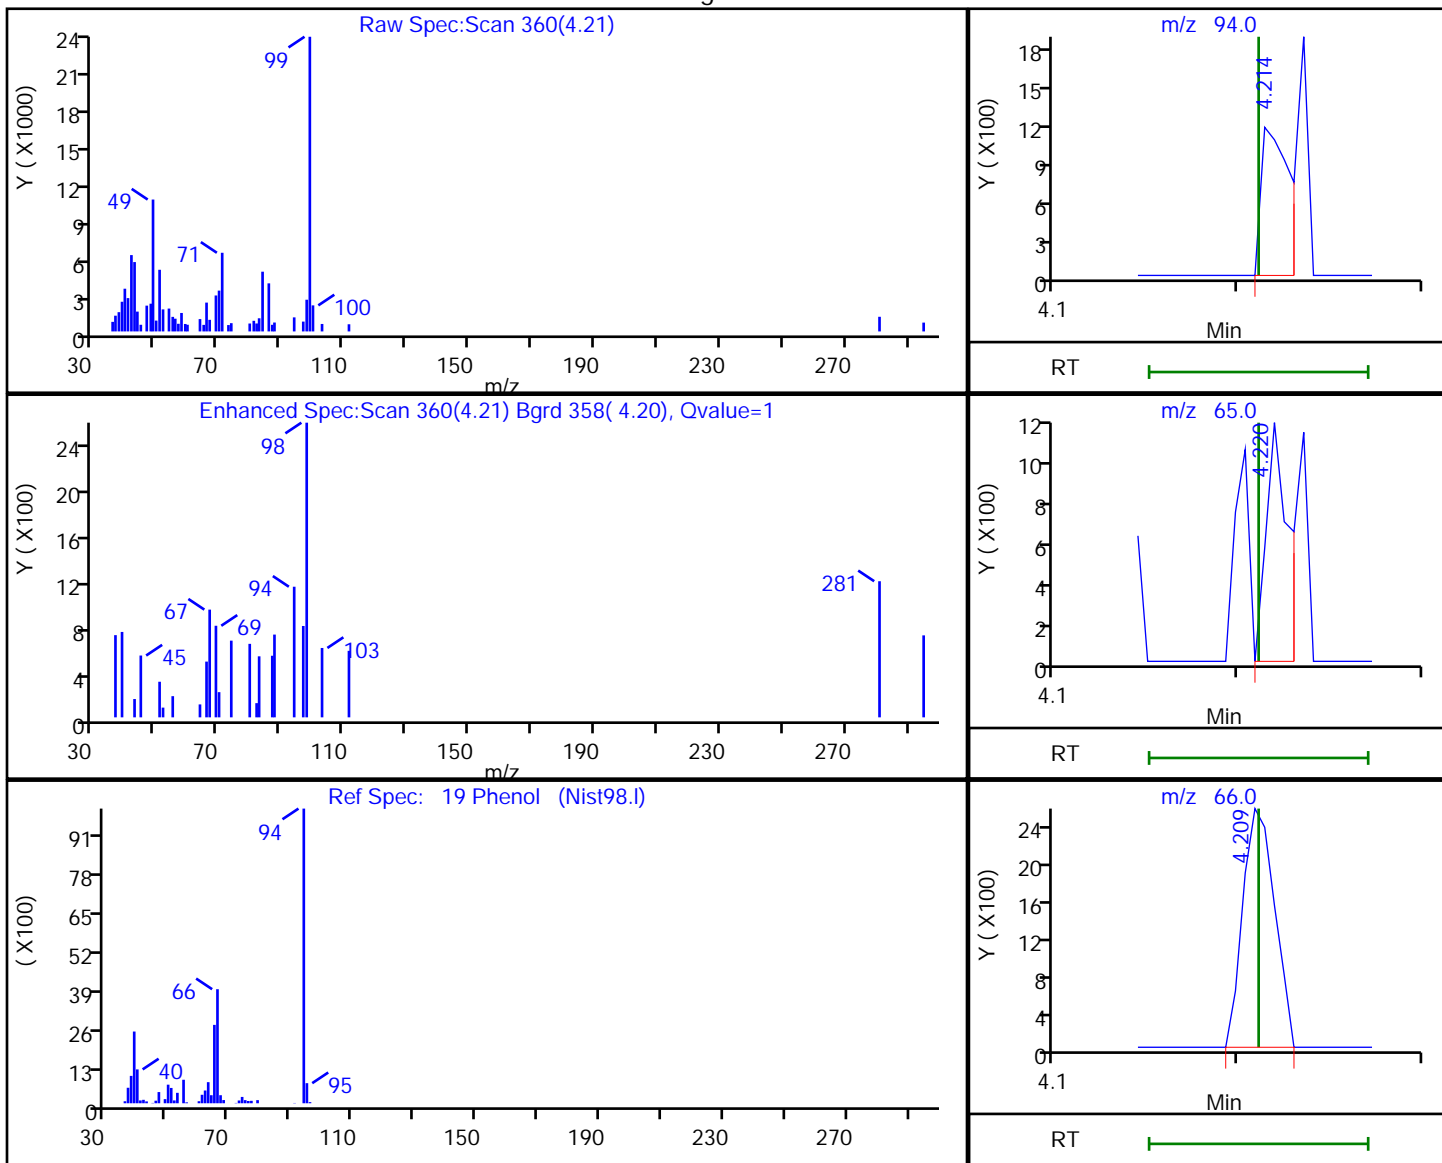 Raw Spec:Scan 360(4.21)
24
21
18
15
12
9
6
3
0
Y ( X1000)
99
49
71
100
30 70 110 150 190 230 270
m/z
m/z 94.0
18
15
12
9
6
3
0
Y ( X100)
4.214
4.1
Min
RT
Enhanced Spec:Scan 360(4.21) Bgrd 358( 4.20), Qvalue=1
24
20
16
12
8
4
0
Y ( X100)
98
94
67
69
45
103
281
30 70 110 150 190 230 270
m/z
m/z 65.0
12
10
8
6
4
2
0
Y ( X100)
4.220
4.1
Min
RT
Ref Spec: 19 Phenol (Nist98.l)
91
78
65
52
39
26
13
0
( X100)
94
66
40
95
30 70 110 150 190 230 270
m/z 66.0
24
20
16
12
8
4
0
Y ( X100)
4.209
4.1
Min
RT